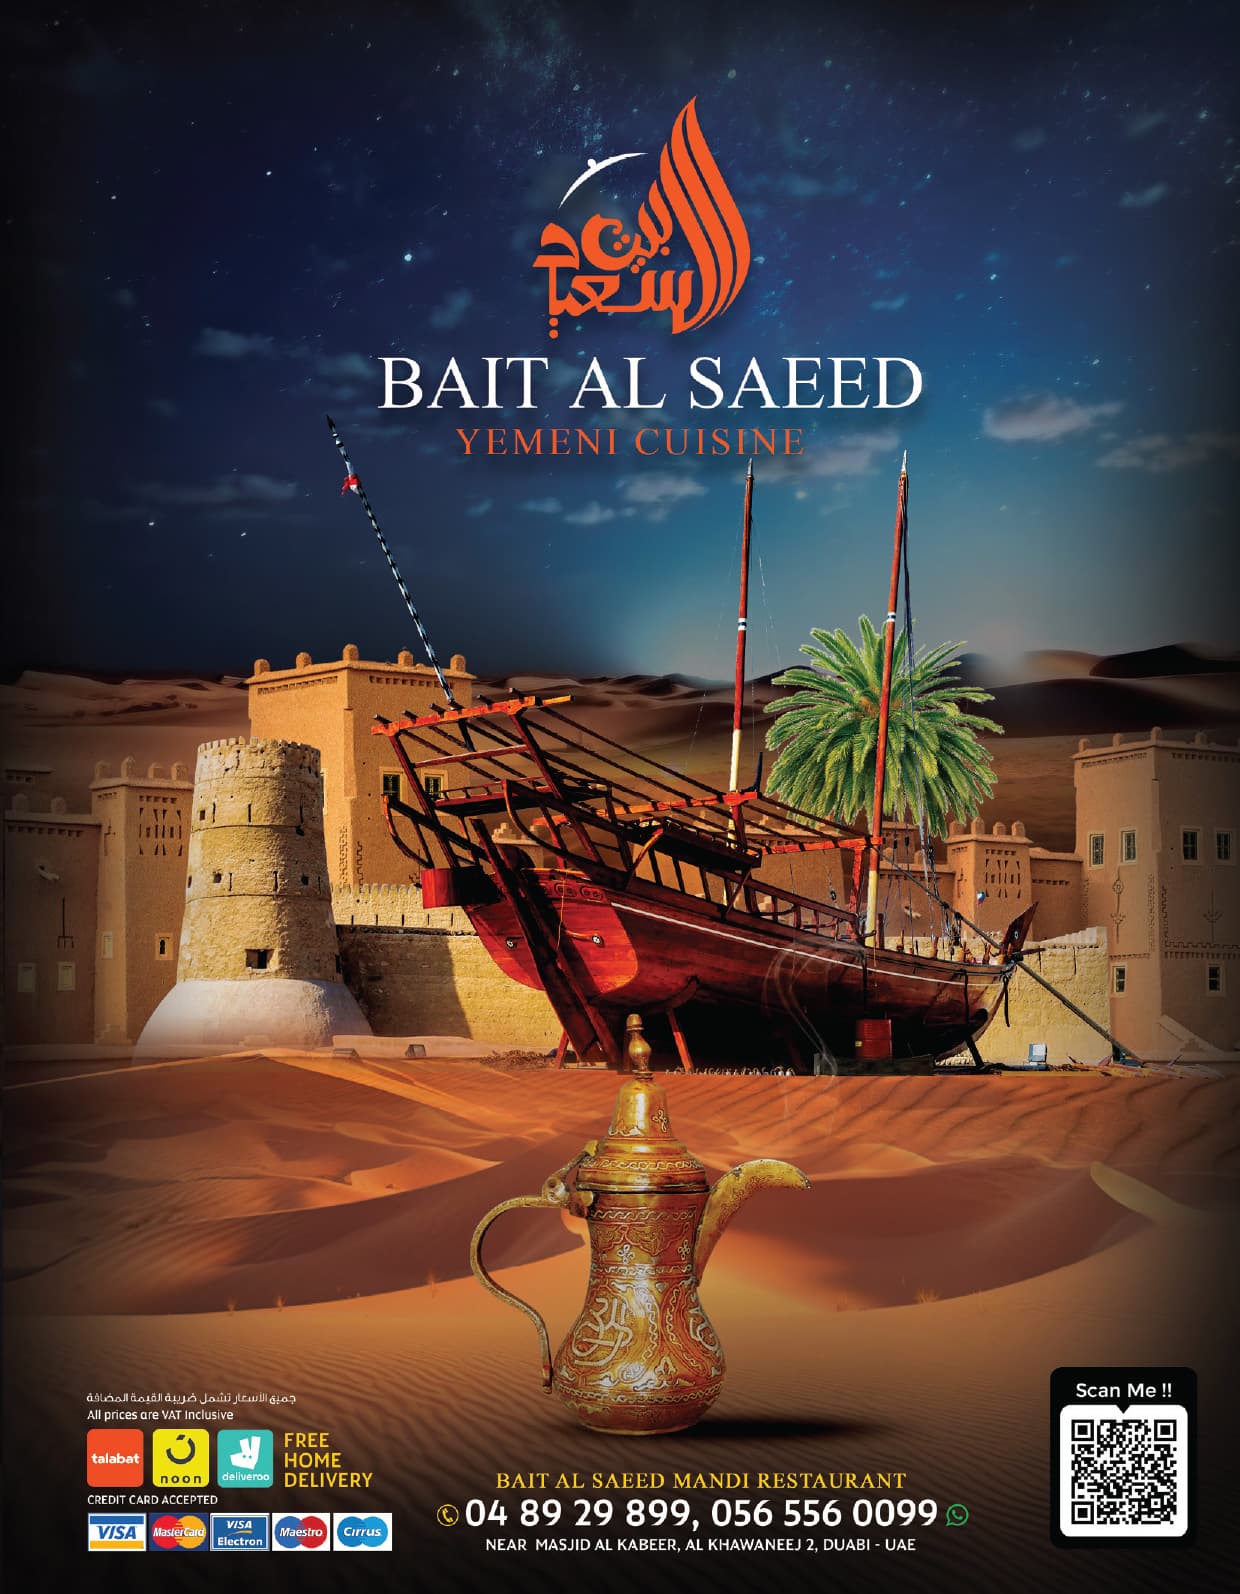 بيت السعيد
BAIT AL SAEED
YEMENI CUISINE
جميع الأسعار تشمل ضريبة القيمة المضافة
All prices are VAT Inclusive
talabat
noon
deliveroo
FREE
HOME
DELIVERY
CREDIT CARD ACCEPTED
VISA
MasterCard
VISA
Electron
Maestro
Cirrus
BAIT AL SAEED MANDI RESTAURANT
04 89 29 899, 056 556 0099
NEAR MASJID AL KABEER, AL KHAWANEEJ 2, DUABI - UAE
Scan Me !!